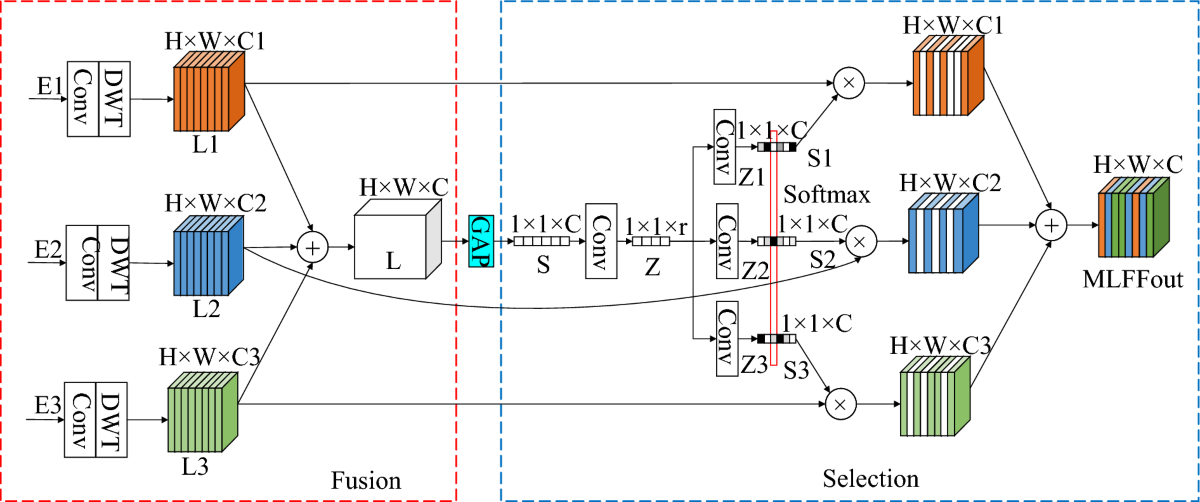 H×W×C1
E1
Conv
DWT
L1
H×W×C2
E2
Conv
DWT
L2
H×W×C3
E3
Conv
DWT
L3
+
H×W×C
L
Fusion
GAP
1×1×C
S
Conv
1×1×r
Z
Conv
Z1
1×1×C
S1
Softmax
Conv
Z2
1×1×C
S2
Conv
Z3
1×1×C
S3
×
×
×
H×W×C1
H×W×C2
H×W×C3
+
H×W×C
MLFFout
Selection